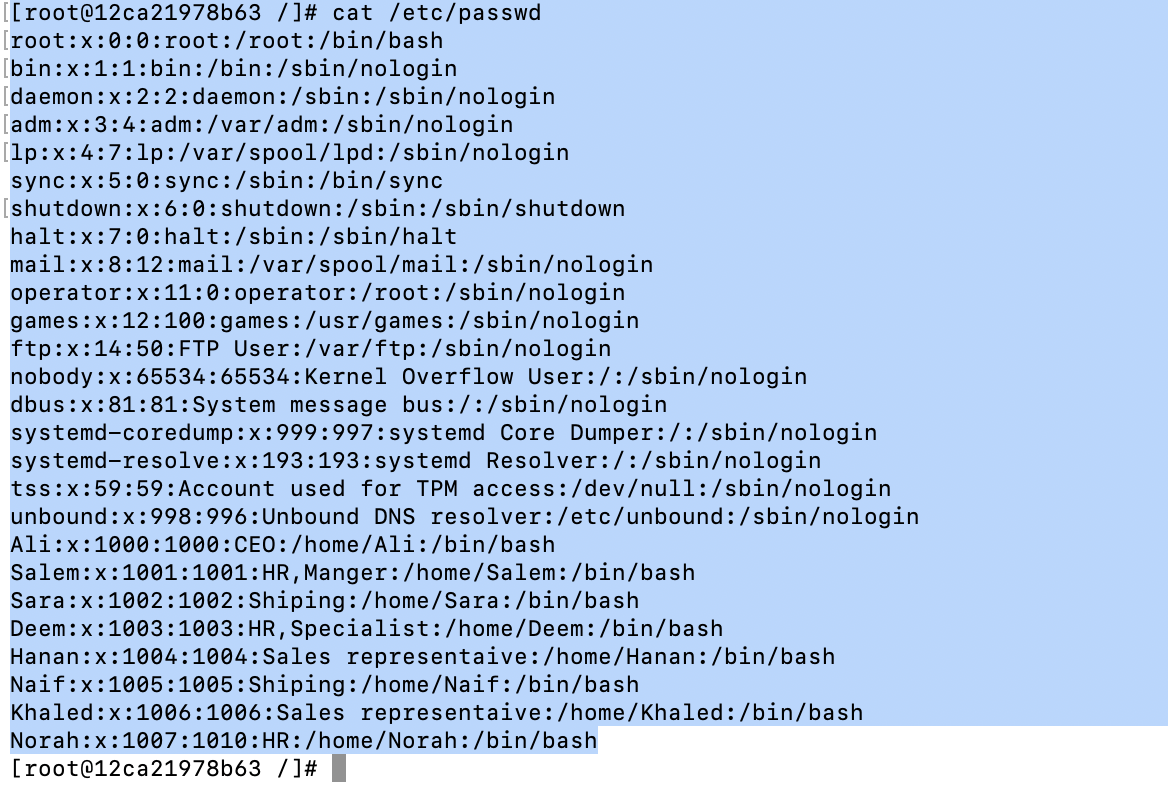 [root@12ca21978b63 /]# cat /etc/passwd
root:x:0:0:root:/root:/bin/bash
bin:x:1:1:bin:/bin:/sbin/nologin
daemon:x:2:2:daemon:/sbin:/sbin/nologin
adm:x:3:4:adm:/var/adm:/sbin/nologin
lp:x:4:7:lp:/var/spool/lpd:/sbin/nologin
sync:x:5:0:sync:/sbin:/bin/sync
shutdown:x:6:0:shutdown:/sbin:/sbin/shutdown
halt:x:7:0:halt:/sbin:/sbin/halt
mail:x:8:12:mail:/var/spool/mail:/sbin/nologin
operator:x:11:0:operator:/root:/sbin/nologin
games:x:12:100:games:/usr/games:/sbin/nologin
ftp:x:14:50:FTP User:/var/ftp:/sbin/nologin
nobody:x:65534:65534:Kernel Overflow User:/:/sbin/nologin
dbus:x:81:81:System message bus:/:/sbin/nologin
systemd-coredump:x:999:997:systemd Core Dumper:/:/sbin/nologin
systemd-resolve:x:193:193:systemd Resolver:/:/sbin/nologin
tss:x:59:59:Account used for TPM access:/dev/null:/sbin/nologin
unbound:x:998:996:Unbound DNS resolver:/etc/unbound:/sbin/nologin
Ali:x:1000:1000:CEO:/home/Ali:/bin/bash
Salem:x:1001:1001:HR,Manger:/home/Salem:/bin/bash
Sara:x:1002:1002:Shiping:/home/Sara:/bin/bash
Deem:x:1003:1003:HR,Specialist:/home/Deem:/bin/bash
Hanan:x:1004:1004:Sales representaive:/home/Hanan:/bin/bash
Naif:x:1005:1005:Shiping:/home/Naif:/bin/bash
Khaled:x:1006:1006:Sales representaive:/home/Khaled:/bin/bash
Norah:x:1007:1010:HR:/home/Norah:/bin/bash
[root@12ca21978b63 /]#